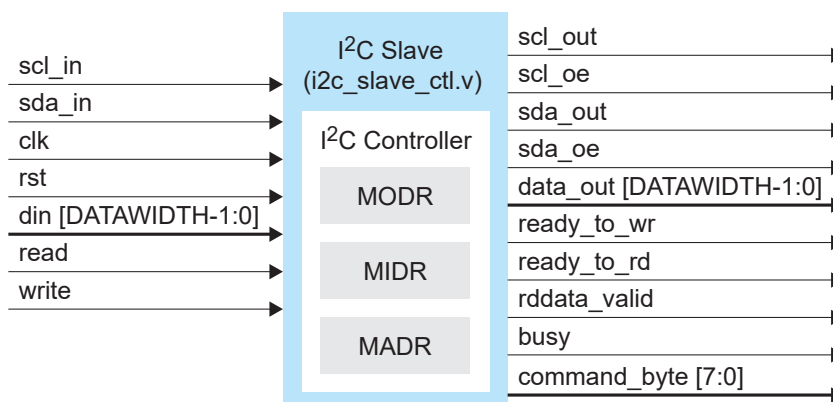 scl_in
sda_in
clk
rst
din [DATAWIDTH-1:0]
read
write
I²C Slave
(i2c_slave_ctl.v)
I²C Controller
MODR
MIDR
MADR
scl_out
scl_oe
sda_out
sda_oe
data_out [DATAWIDTH-1:0]
ready_to_wr
ready_to_rd
rddata_valid
busy
command_byte [7:0]